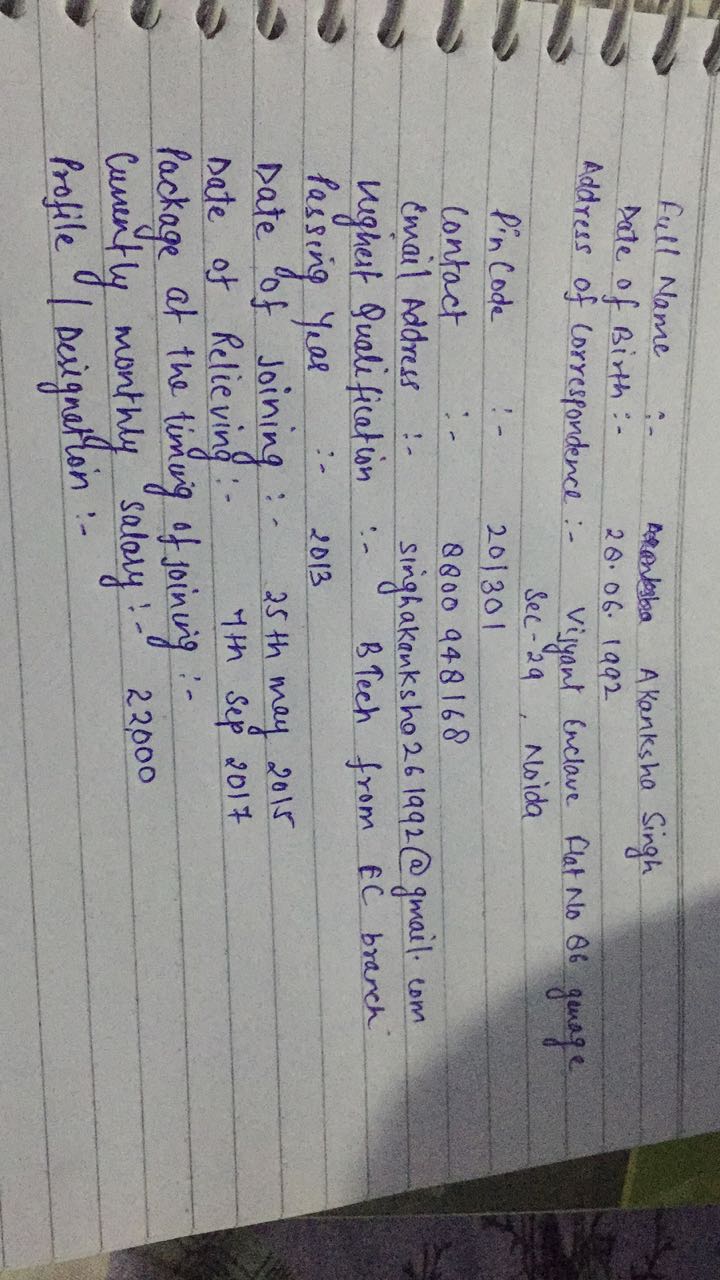 Full Name :- Akanksha Singh
Date of Birth :- 28.06.1992
Address of Correspondence :- Vijyant Enclave Flat No 86 garage
Sec-29, Noida
Pin Code :- 201301
Contact :- 8800948168
Email Address :- singhakanksha261992@gmail.com
Highest Qualification :- BTech from EC branch
Passing Year :- 2013
Date of Joining :- 25th may 2015
Date of Relieving :- 7th Sep 2017
Package at the timing of joining :-
Currently monthly salary :- 22000
Profile / Designation :-